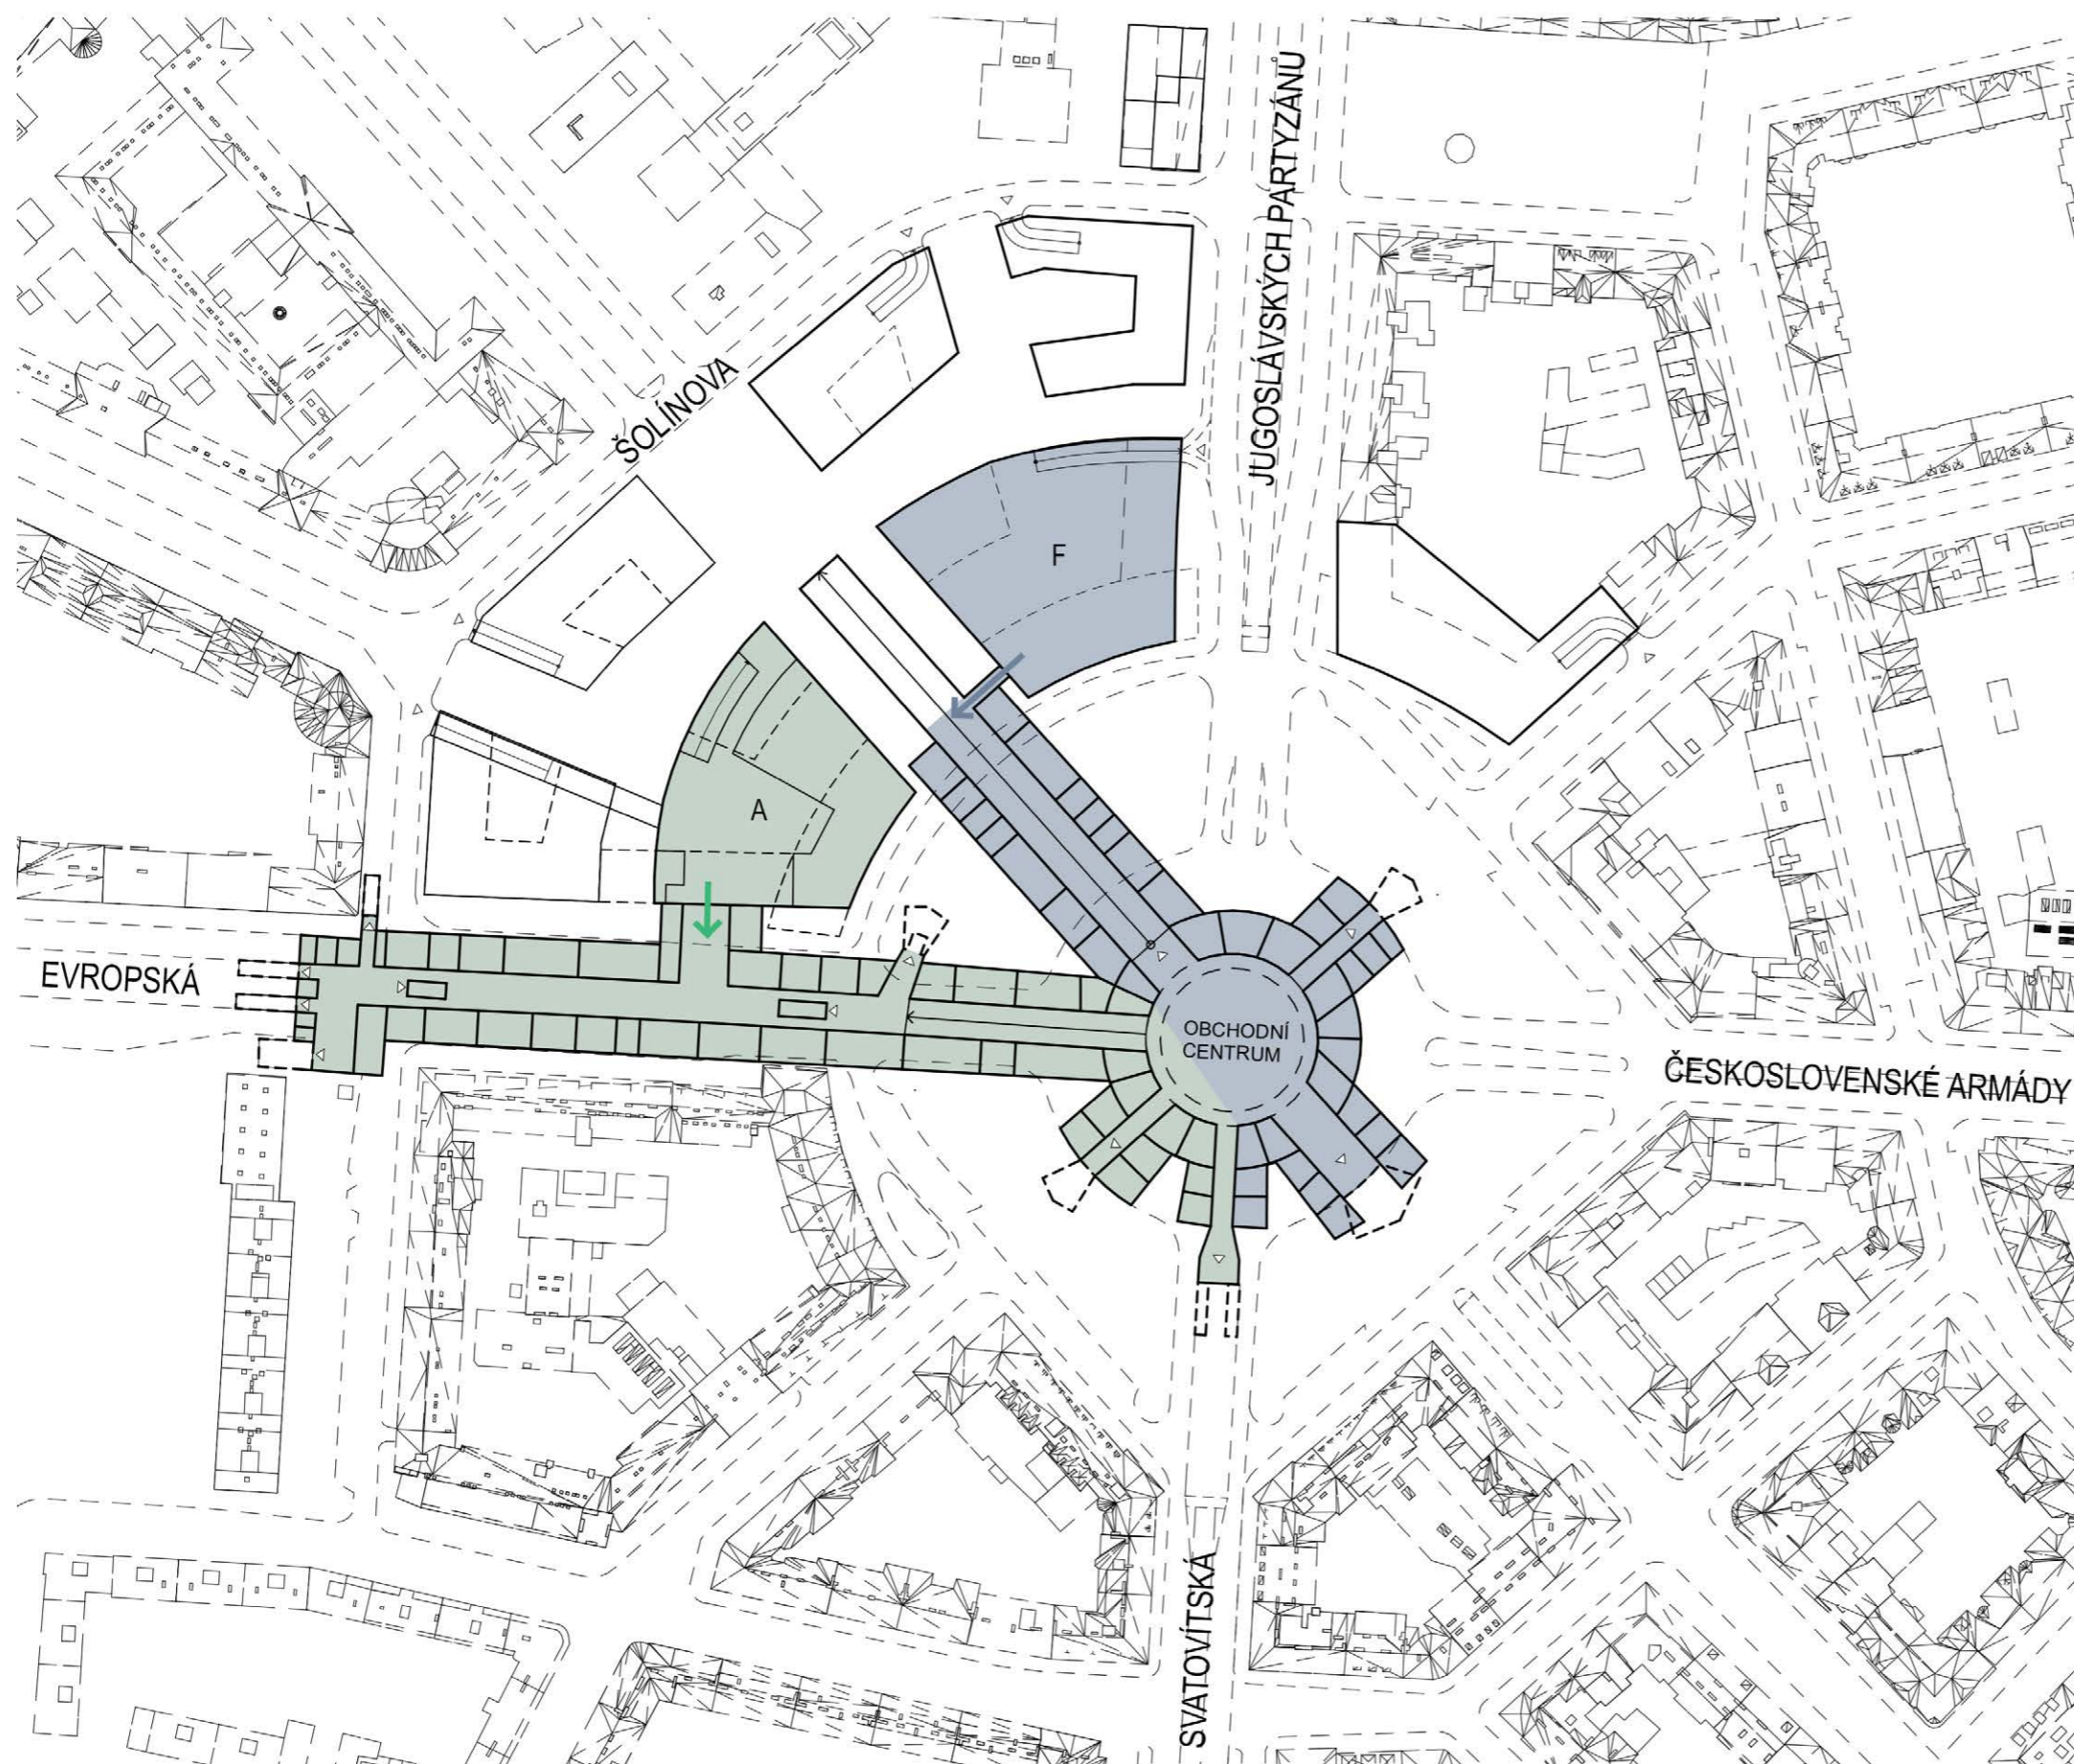 JUGOSLÁVSKÝCH PARTYZÁNŮ
ŠOLÍNOVA
F
A
EVROPSKÁ
OBCHODNÍ
CENTRUM
ČESKOSLOVENSKÉ ARMÁDY
SVATOVÍTSKÁ